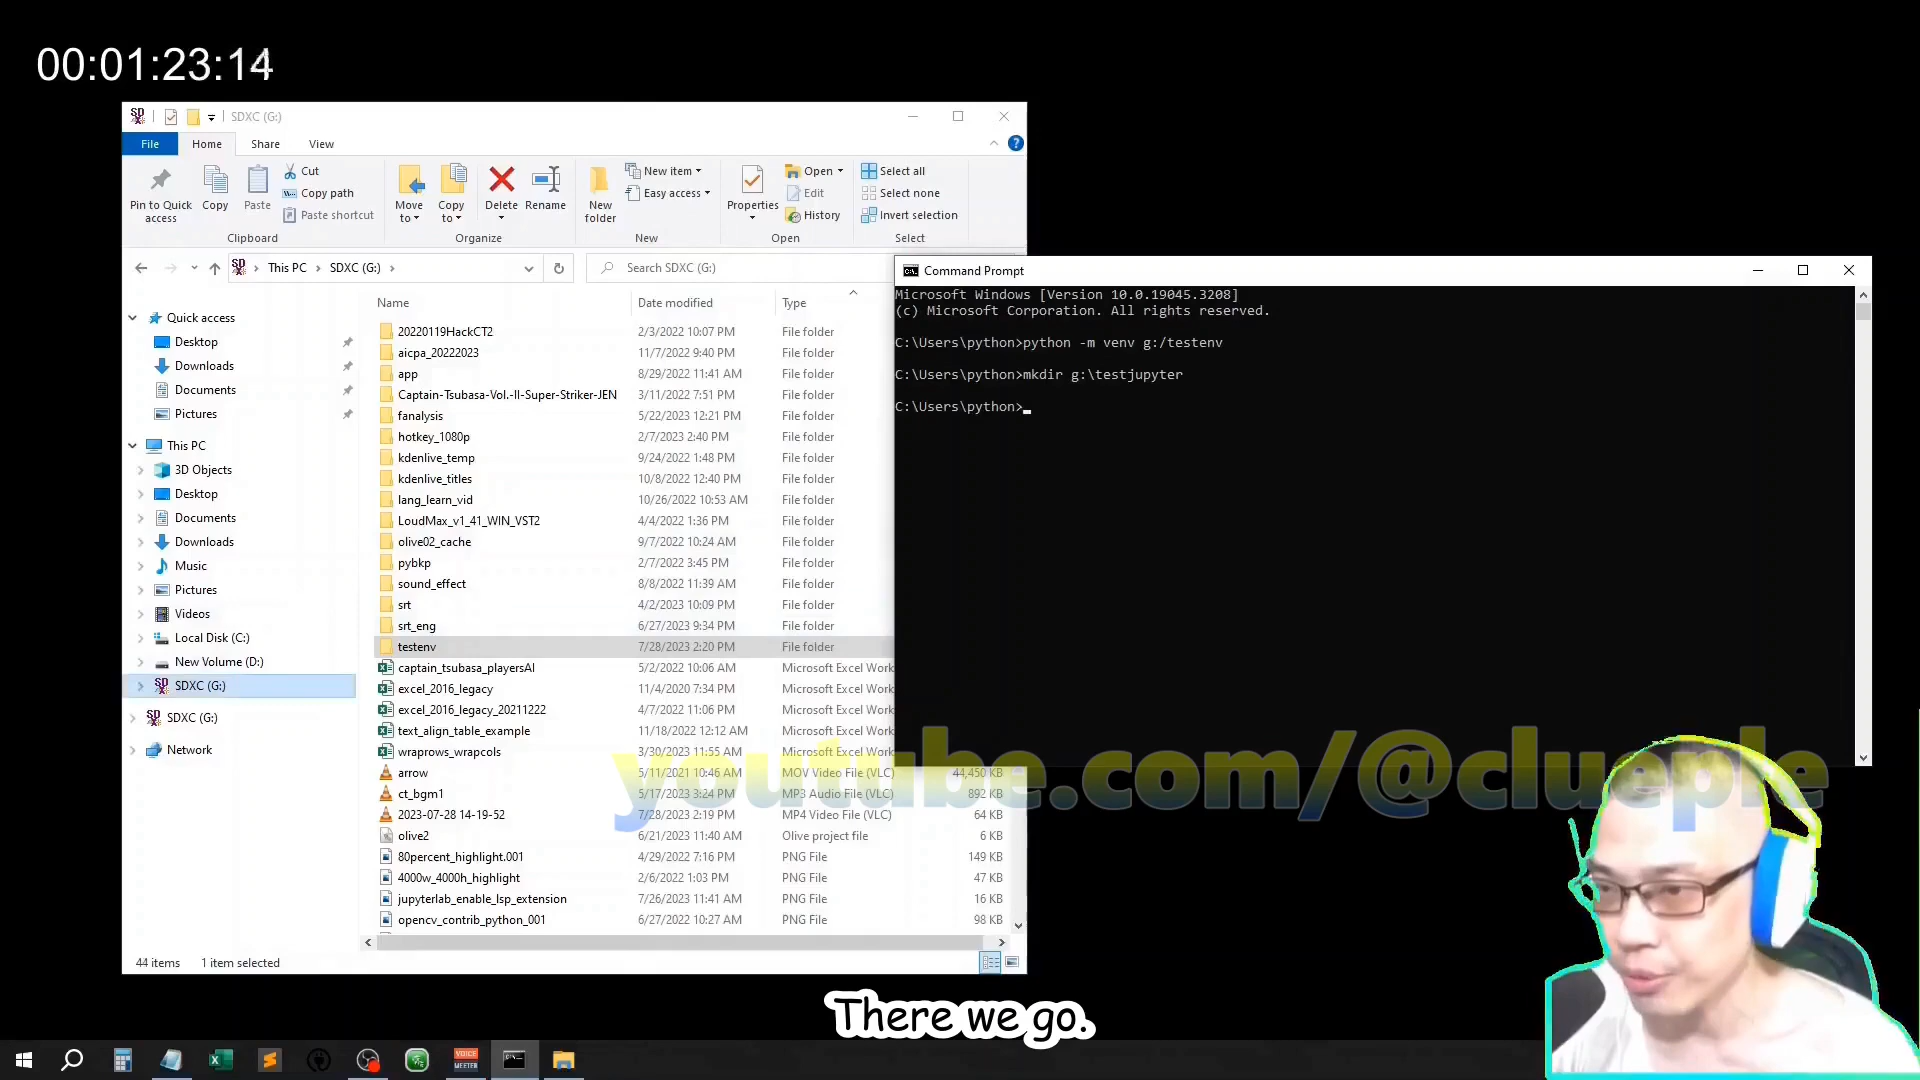 00:01:23:14
SDXC (G:)
File
Home
Share
View
Pin to Quick access
Copy
Paste
Cut
Copy path
Paste shortcut
Clipboard
Move to
Copy to
Delete
Rename
Organize
New folder
New item
Easy access
New
Properties
Open
Edit
History
Open
Select all
Select none
Invert selection
Select
This PC
SDXC (G:)
Search SDXC (G:)
Quick access
Desktop
Downloads
Documents
Pictures
This PC
3D Objects
Desktop
Documents
Downloads
Music
Pictures
Videos
Local Disk (C:)
New Volume (D:)
SDXC (G:)
SDXC (G:)
Network
Name Date modified Type
20220119HackCT2 2/3/2022 10:07 PM File folder
aicpa_20222023 11/7/2022 9:40 PM File folder
app 8/29/2022 11:41 AM File folder
Captain-Tsubasa-Vol.-II-Super-Striker-JEN 3/11/2022 7:51 PM File folder
fanalysis 5/22/2023 12:21 PM File folder
hotkey_1080p 2/7/2023 2:40 PM File folder
kdenlive_temp 9/24/2022 1:48 PM File folder
kdenlive_titles 10/8/2022 12:40 PM File folder
lang_learn_vid 10/26/2022 10:53 AM File folder
LoudMax_v1_41_WIN_VST2 4/4/2022 1:36 PM File folder
olive02_cache 9/7/2022 10:24 AM File folder
pybkp 2/7/2022 3:45 PM File folder
sound_effect 8/8/2022 11:39 AM File folder
srt 4/2/2023 10:09 PM File folder
srt_eng 6/27/2023 9:34 PM File folder
testenv 7/28/2023 2:20 PM File folder
captain_tsubasa_playersAI 5/2/2022 10:06 AM Microsoft Excel Work
excel_2016_legacy 11/4/2020 7:34 PM Microsoft Excel Work
excel_2016_legacy_20211222 4/7/2022 11:06 PM Microsoft Excel Work
text_align_table_example 11/18/2022 12:12 AM Microsoft Excel Work
wraprows_wrapcols 3/30/2023 11:55 AM Microsoft Excel Work
arrow 5/11/2021 10:46 AM MOV Video File (VLC) 44,450 KB
ct_bgm1 5/17/2023 3:24 PM MP3 Audio File (VLC) 892 KB
2023-07-28 14-19-52 7/28/2023 2:19 PM MP4 Video File (VLC) 64 KB
olive2 6/21/2023 11:40 AM Olive project file 6 KB
80percent_highlight.001 4/29/2022 7:16 PM PNG File 149 KB
4000w_4000h_highlight 2/6/2022 1:03 PM PNG File 47 KB
jupyterlab_enable_lsp_extension 7/26/2023 11:41 AM PNG File 16 KB
opencv_contrib_python_001 6/27/2022 10:27 AM PNG File 98 KB
44 items 1 item selected
Command Prompt
Microsoft Windows [Version 10.0.19045.3208]
(c) Microsoft Corporation. All rights reserved.
C:\Users\python>python -m venv g:/testenv
C:\Users\python>mkdir g:\testjupyter
C:\Users\python>
youtube.com/@clueple
There we go.
VOICE
MEETER